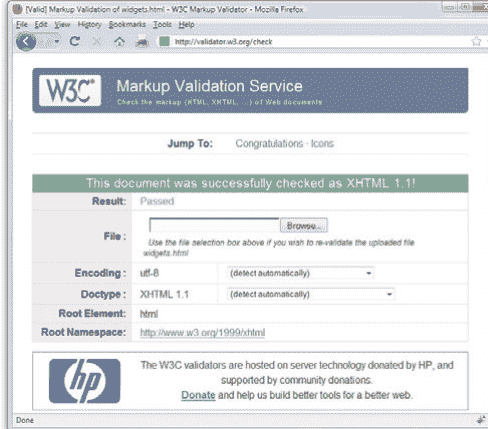 [Valid] Markup Validation of widgets.html - W3C Markup Validator - Mozilla Firefox
File Edit View History Bookmarks Tools Help
http://validator.w3.org/check
W3C Markup Validation Service
Check the markup (HTML, XHTML, ...) of Web documents
Jump To: Congratulations · Icons
This document was successfully checked as XHTML 1.1!
Result: Passed
File : Browse...
Use the file selection box above if you wish to re-validate the uploaded file
widgets.html
Encoding : utf-8 (detect automatically)
Doctype : XHTML 1.1 (detect automatically)
Root Element: html
Root Namespace: http://www.w3.org/1999/xhtml
hp
The W3C validators are hosted on server technology donated by HP, and
supported by community donations.
Donate and help us build better tools for a better web.
Done